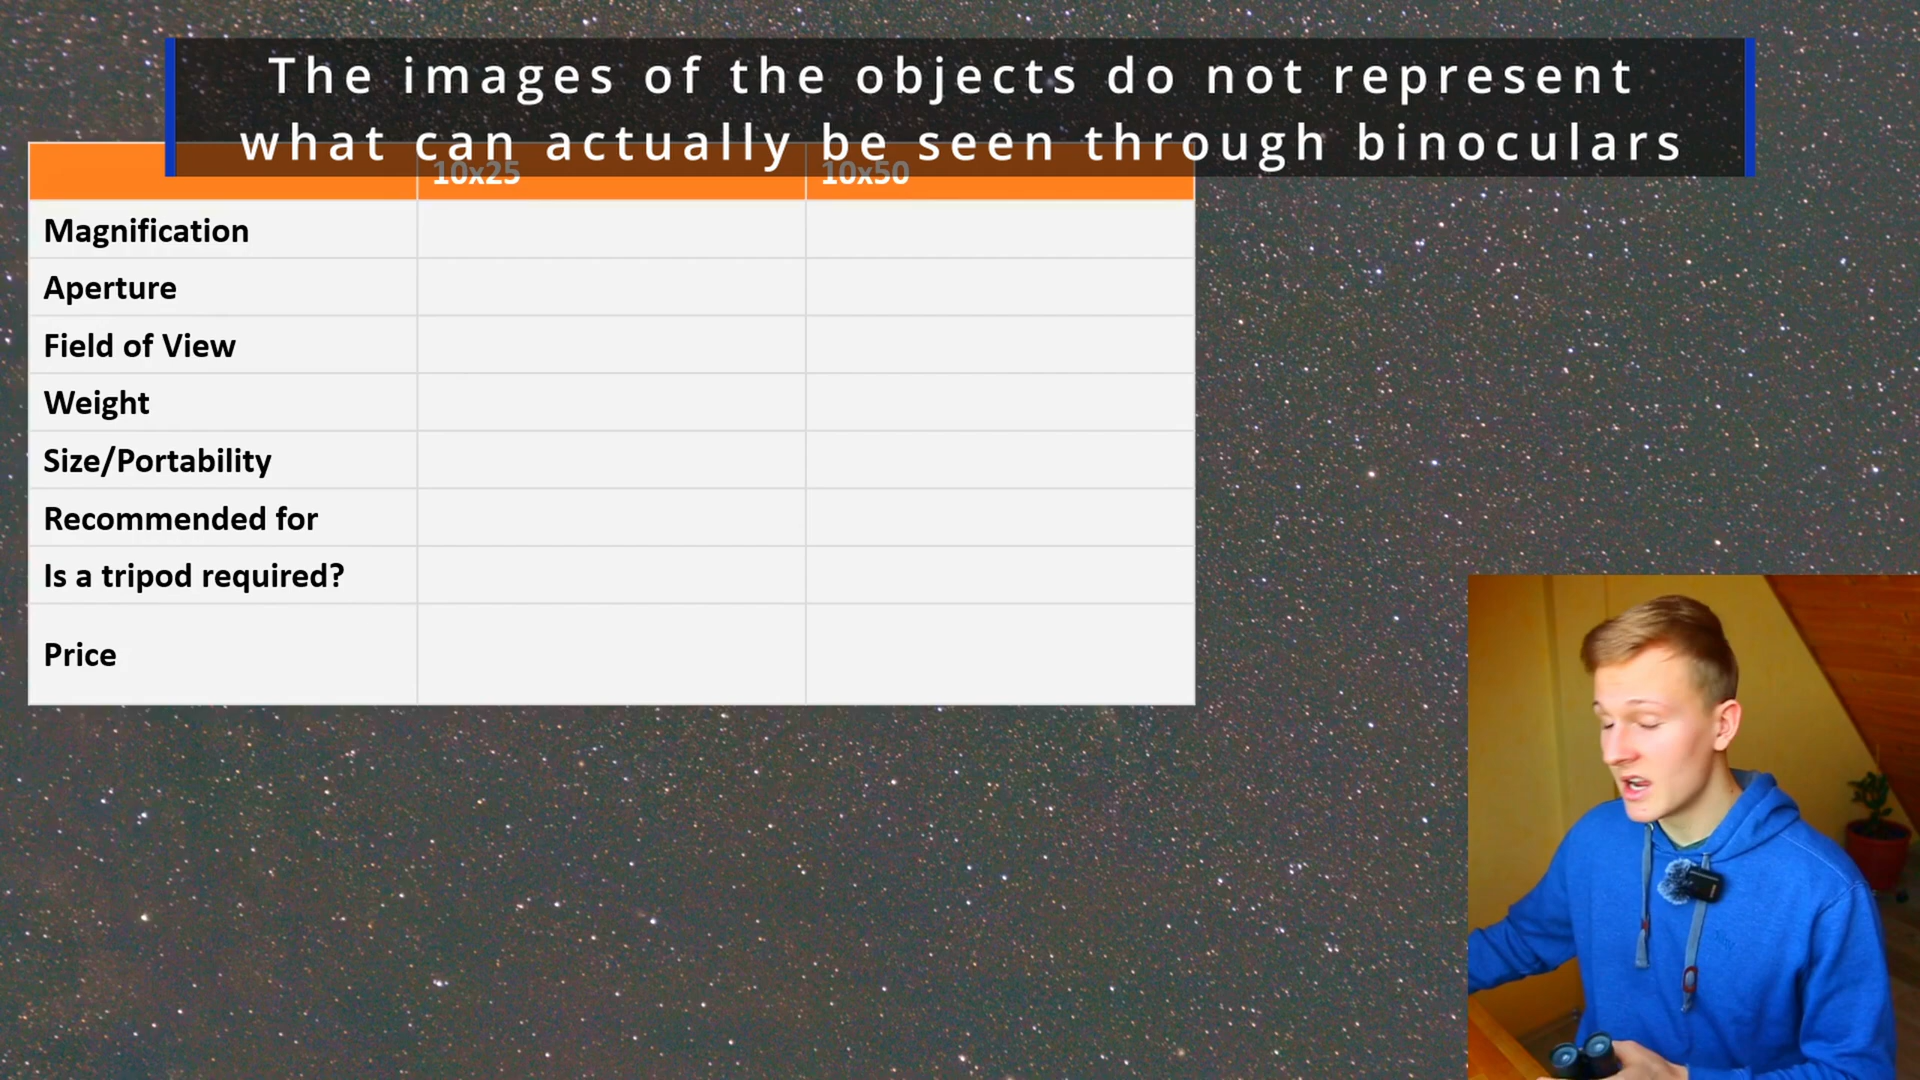 The images of the objects do not represent
what can actually be seen through binoculars
10x25 10x50
Magnification
Aperture
Field of View
Weight
Size/Portability
Recommended for
Is a tripod required?
Price